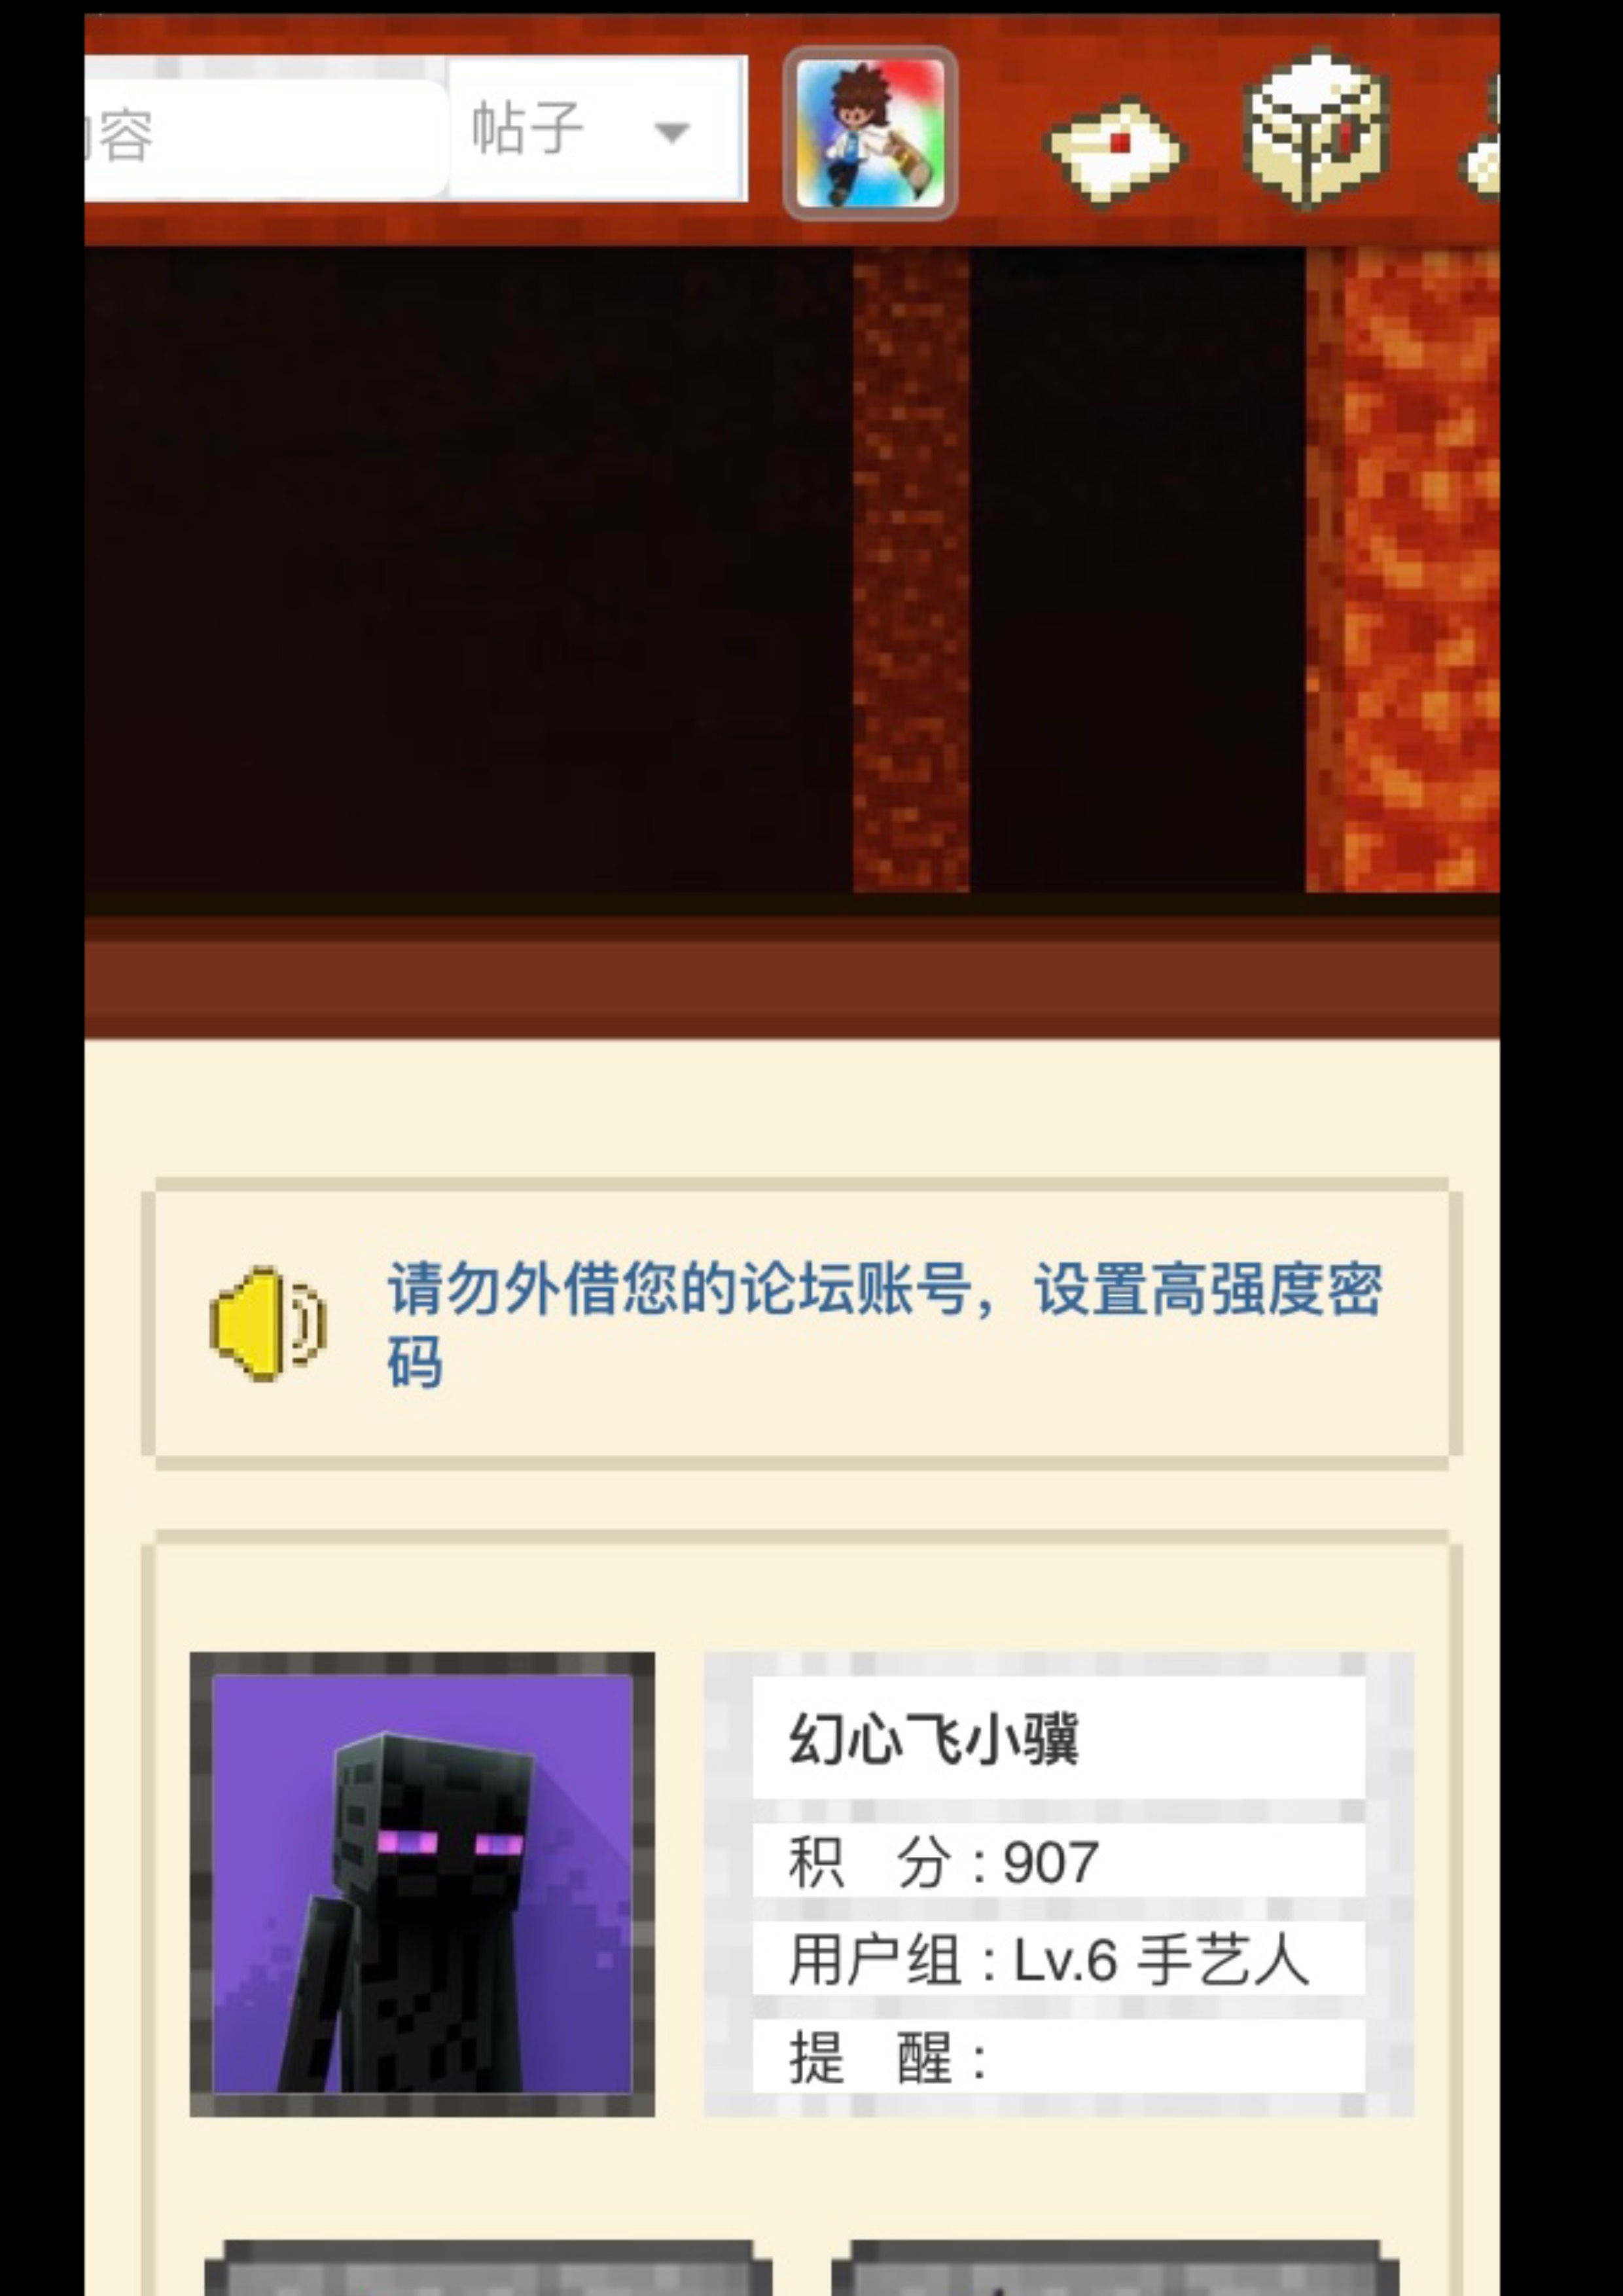 容
帖子
请勿外借您的论坛账号，设置高强度密
码
幻心飞小骥
积 分 : 907
用户组 : Lv.6 手艺人
提 醒 :